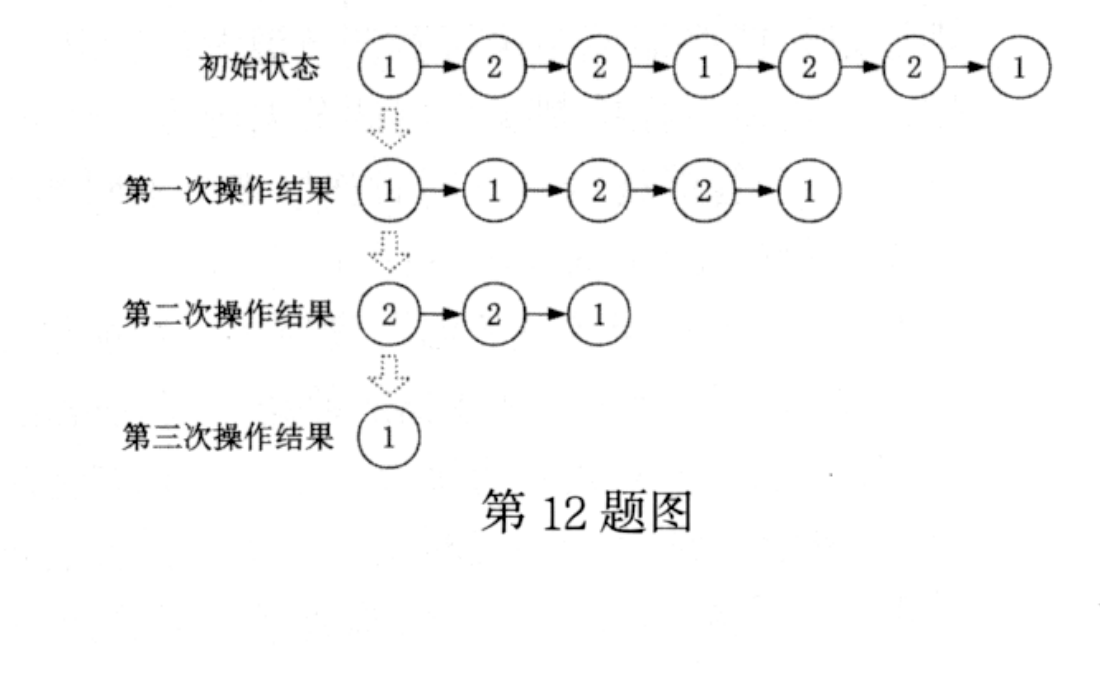 初始状态 1 2 2 1 2 2 1
第一次操作结果 1 1 2 2 1
第二次操作结果 2 2 1
第三次操作结果 1
第 12 题图